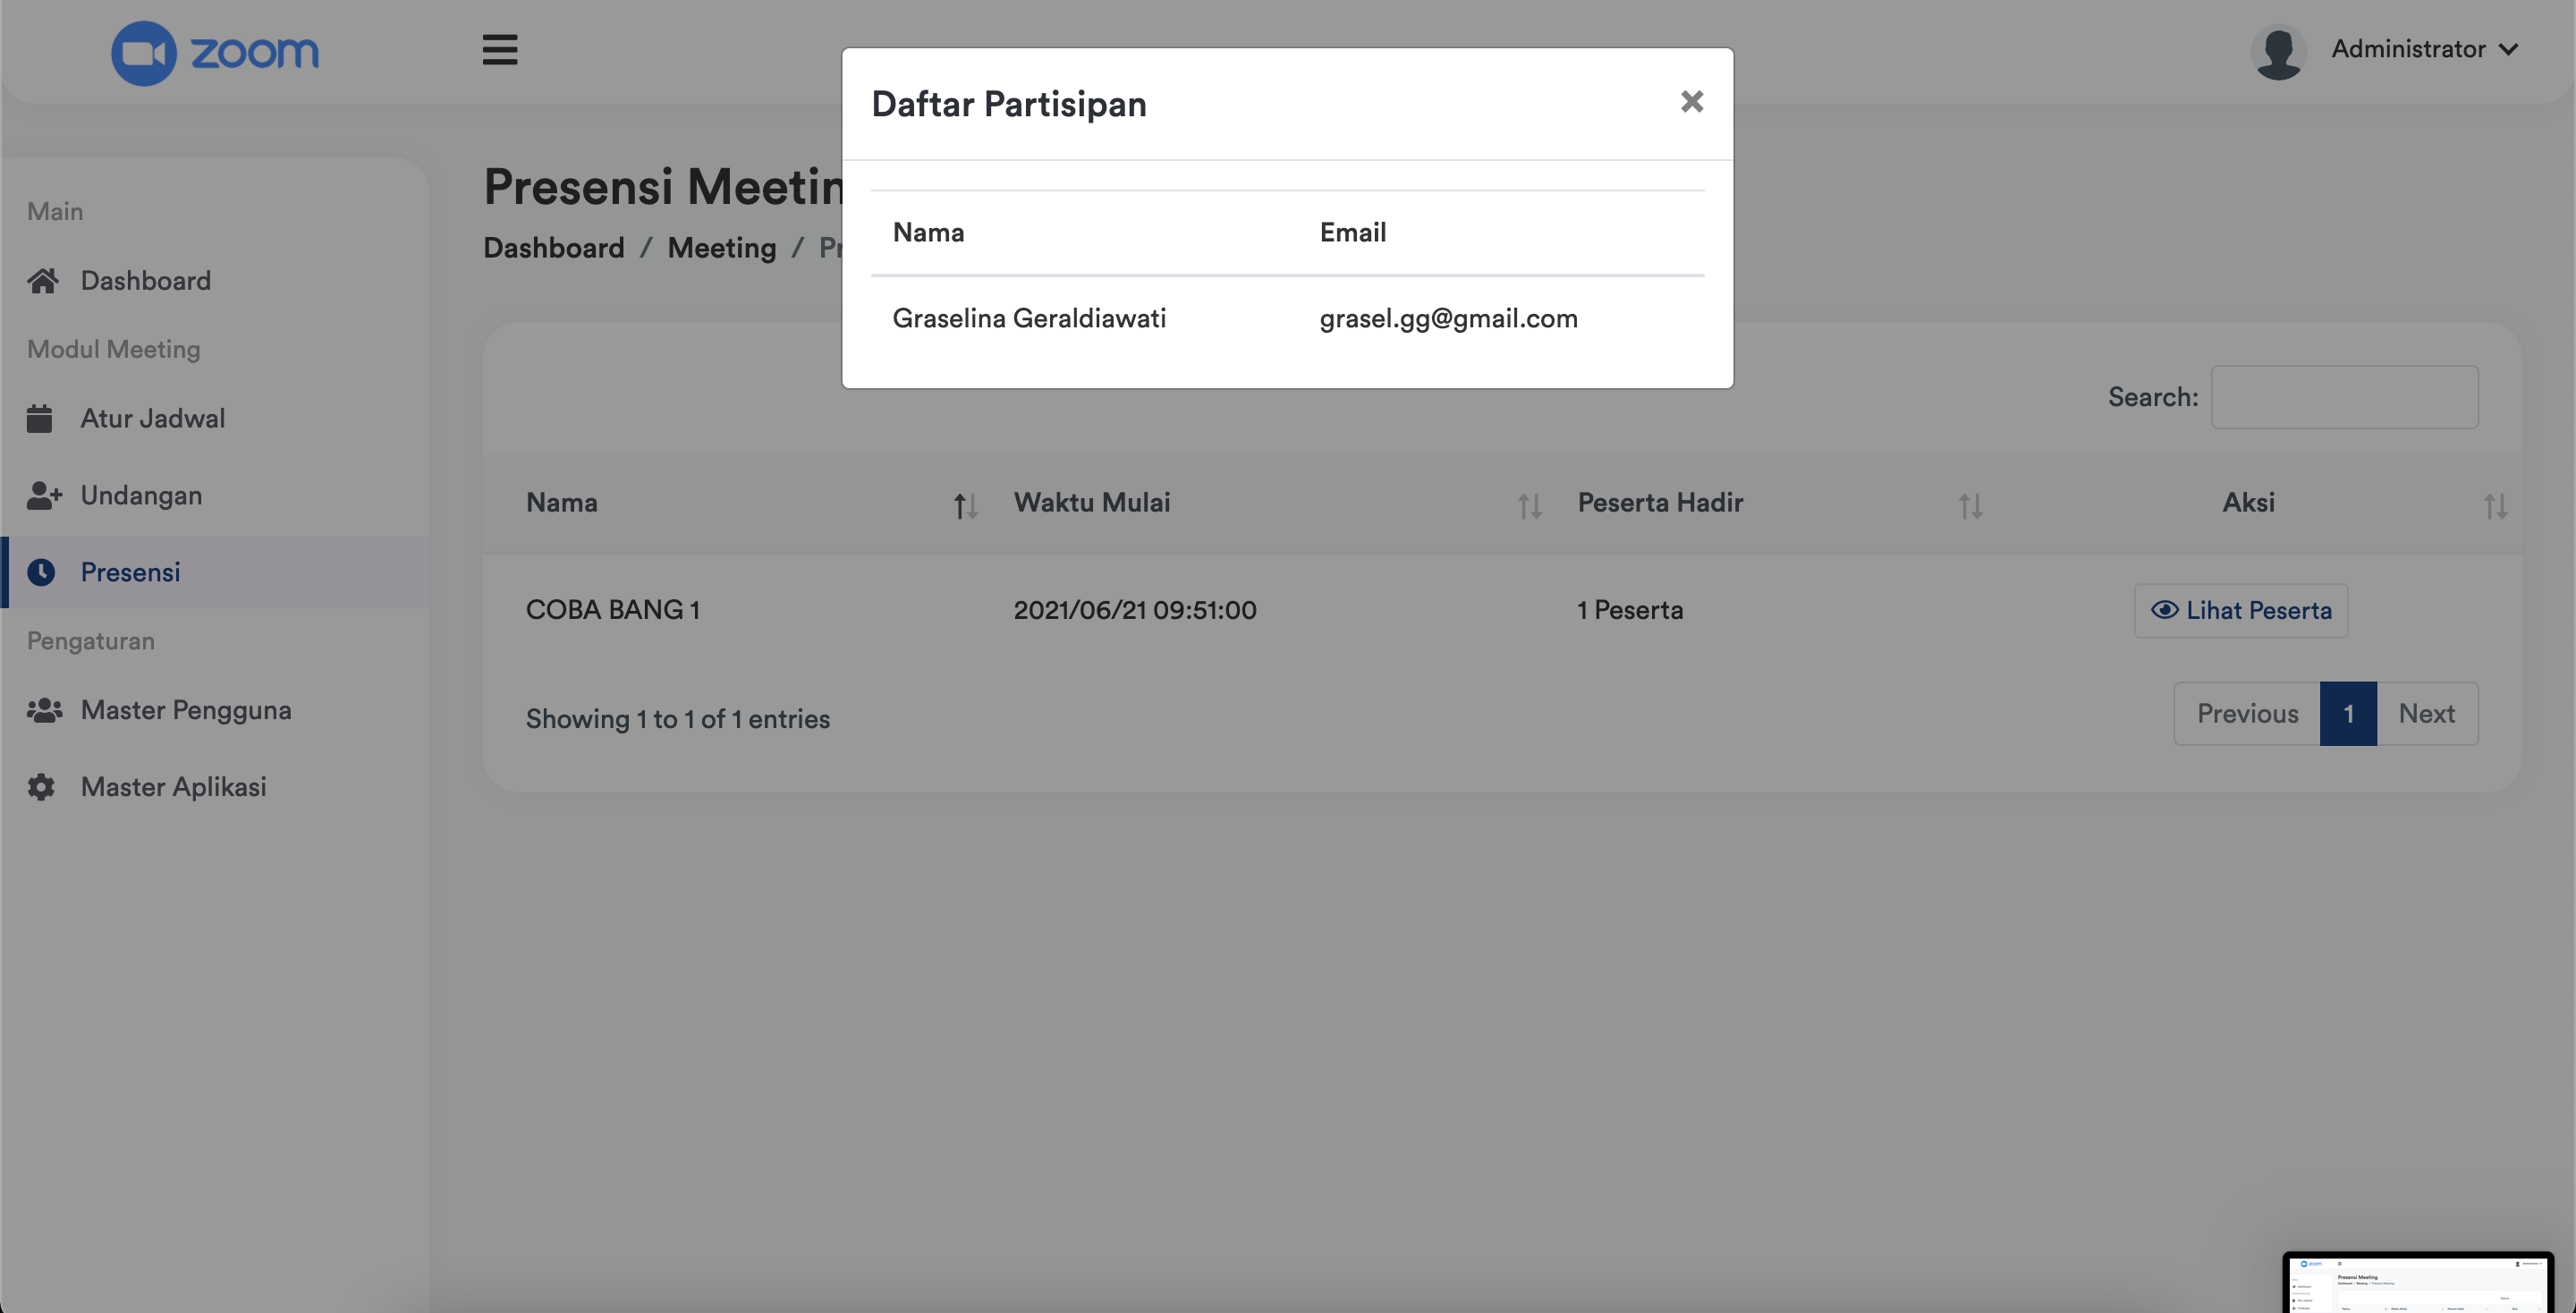 zoom
Administrator
Daftar Partisipan
Nama Email
Graselina Geraldiawati grasel.gg@gmail.com
Main
Dashboard
Modul Meeting
Atur Jadwal
Undangan
Presensi
Pengaturan
Master Pengguna
Master Aplikasi
Presensi Meetin
Dashboard / Meeting / Pr
Search:
Nama Waktu Mulai Peserta Hadir Aksi
COBA BANG 1 2021/06/21 09:51:00 1 Peserta Lihat Peserta
Showing 1 to 1 of 1 entries
Previous 1 Next
zoom
Presensi Meeting